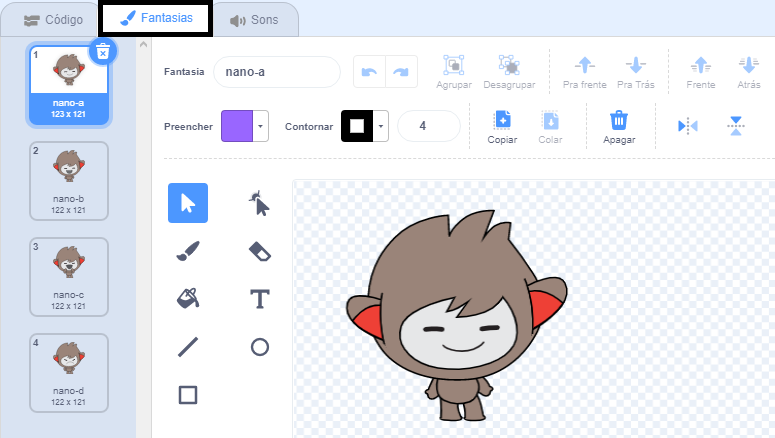 Código
Fantasias
Sons
1
nano-a
123 x 121
2
nano-b
122 x 121
3
nano-c
122 x 121
4
nano-d
122 x 121
Fantasia
nano-a
Agrupar
Desagrupar
Pra frente
Pra Trás
Frente
Atrás
Preencher
Contornar
4
Copiar
Colar
Apagar
T